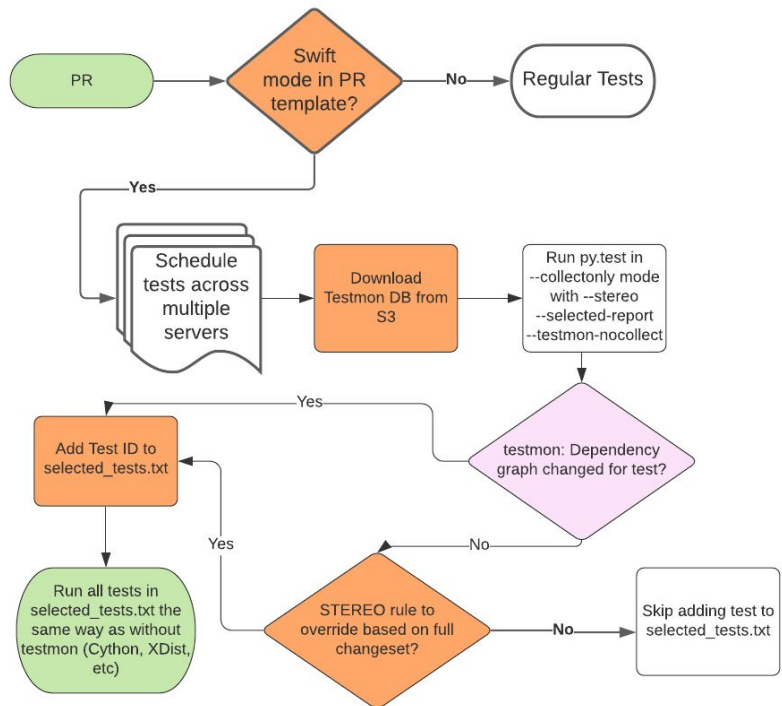 PR
Swift
mode in PR
template?
No
Regular Tests
Yes
Schedule
tests across
multiple
servers
Download
Testmon DB from
S3
Run py.test in
--collectonly mode
with --stereo
--selected-report
--testmon-nocollect
Yes
testmon: Dependency
graph changed for test?
Add Test ID to
selected_tests.txt
No
Yes
Run all tests in
selected_tests.txt the
same way as without
testmon (Cython, XDist,
etc)
STEREO rule to
override based on full
changeset?
No
Skip adding test to
selected_tests.txt